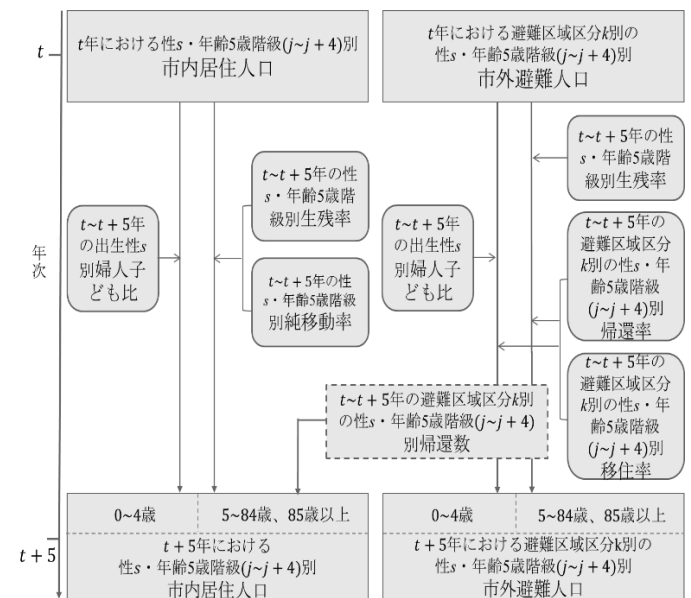 t
t年における性s・年齢5歳階級(j~j + 4)別
市内居住人口
t年における避難区域区分k別の
性s・年齢5歳階級(j~j + 4)別
市外避難人口
t~t + 5年の性
s・年齢5歳階
級別生残率
t~t + 5年の性
s・年齢5歳階
級別生残率
t~t + 5年
の出生性s
別婦人子
ども比
t~t + 5年の性
s・年齢5歳階級
別純移動率
t~t + 5年
の出生性s
別婦人子
ども比
t~t + 5年の
避難区域区分
k別の性s・年
齢5歳階級
(j~j + 4)別
帰還率
年
次
t~t + 5年の
避難区域区分
k別の性s・年
齢5歳階級
(j~j + 4)別
移住率
t~t + 5年の避難区域区分k別
の性s・年齢5歳階級(j~j + 4)
別帰還数
0~4歳
5~84歳、85歳以上
0~4歳
5~84歳、85歳以上
t+5
t + 5年における
性s・年齢5歳階級(j~j + 4)別
市内居住人口
t + 5年における避難区域区分k別の
性s・年齢5歳階級(j~j + 4)別
市外避難人口